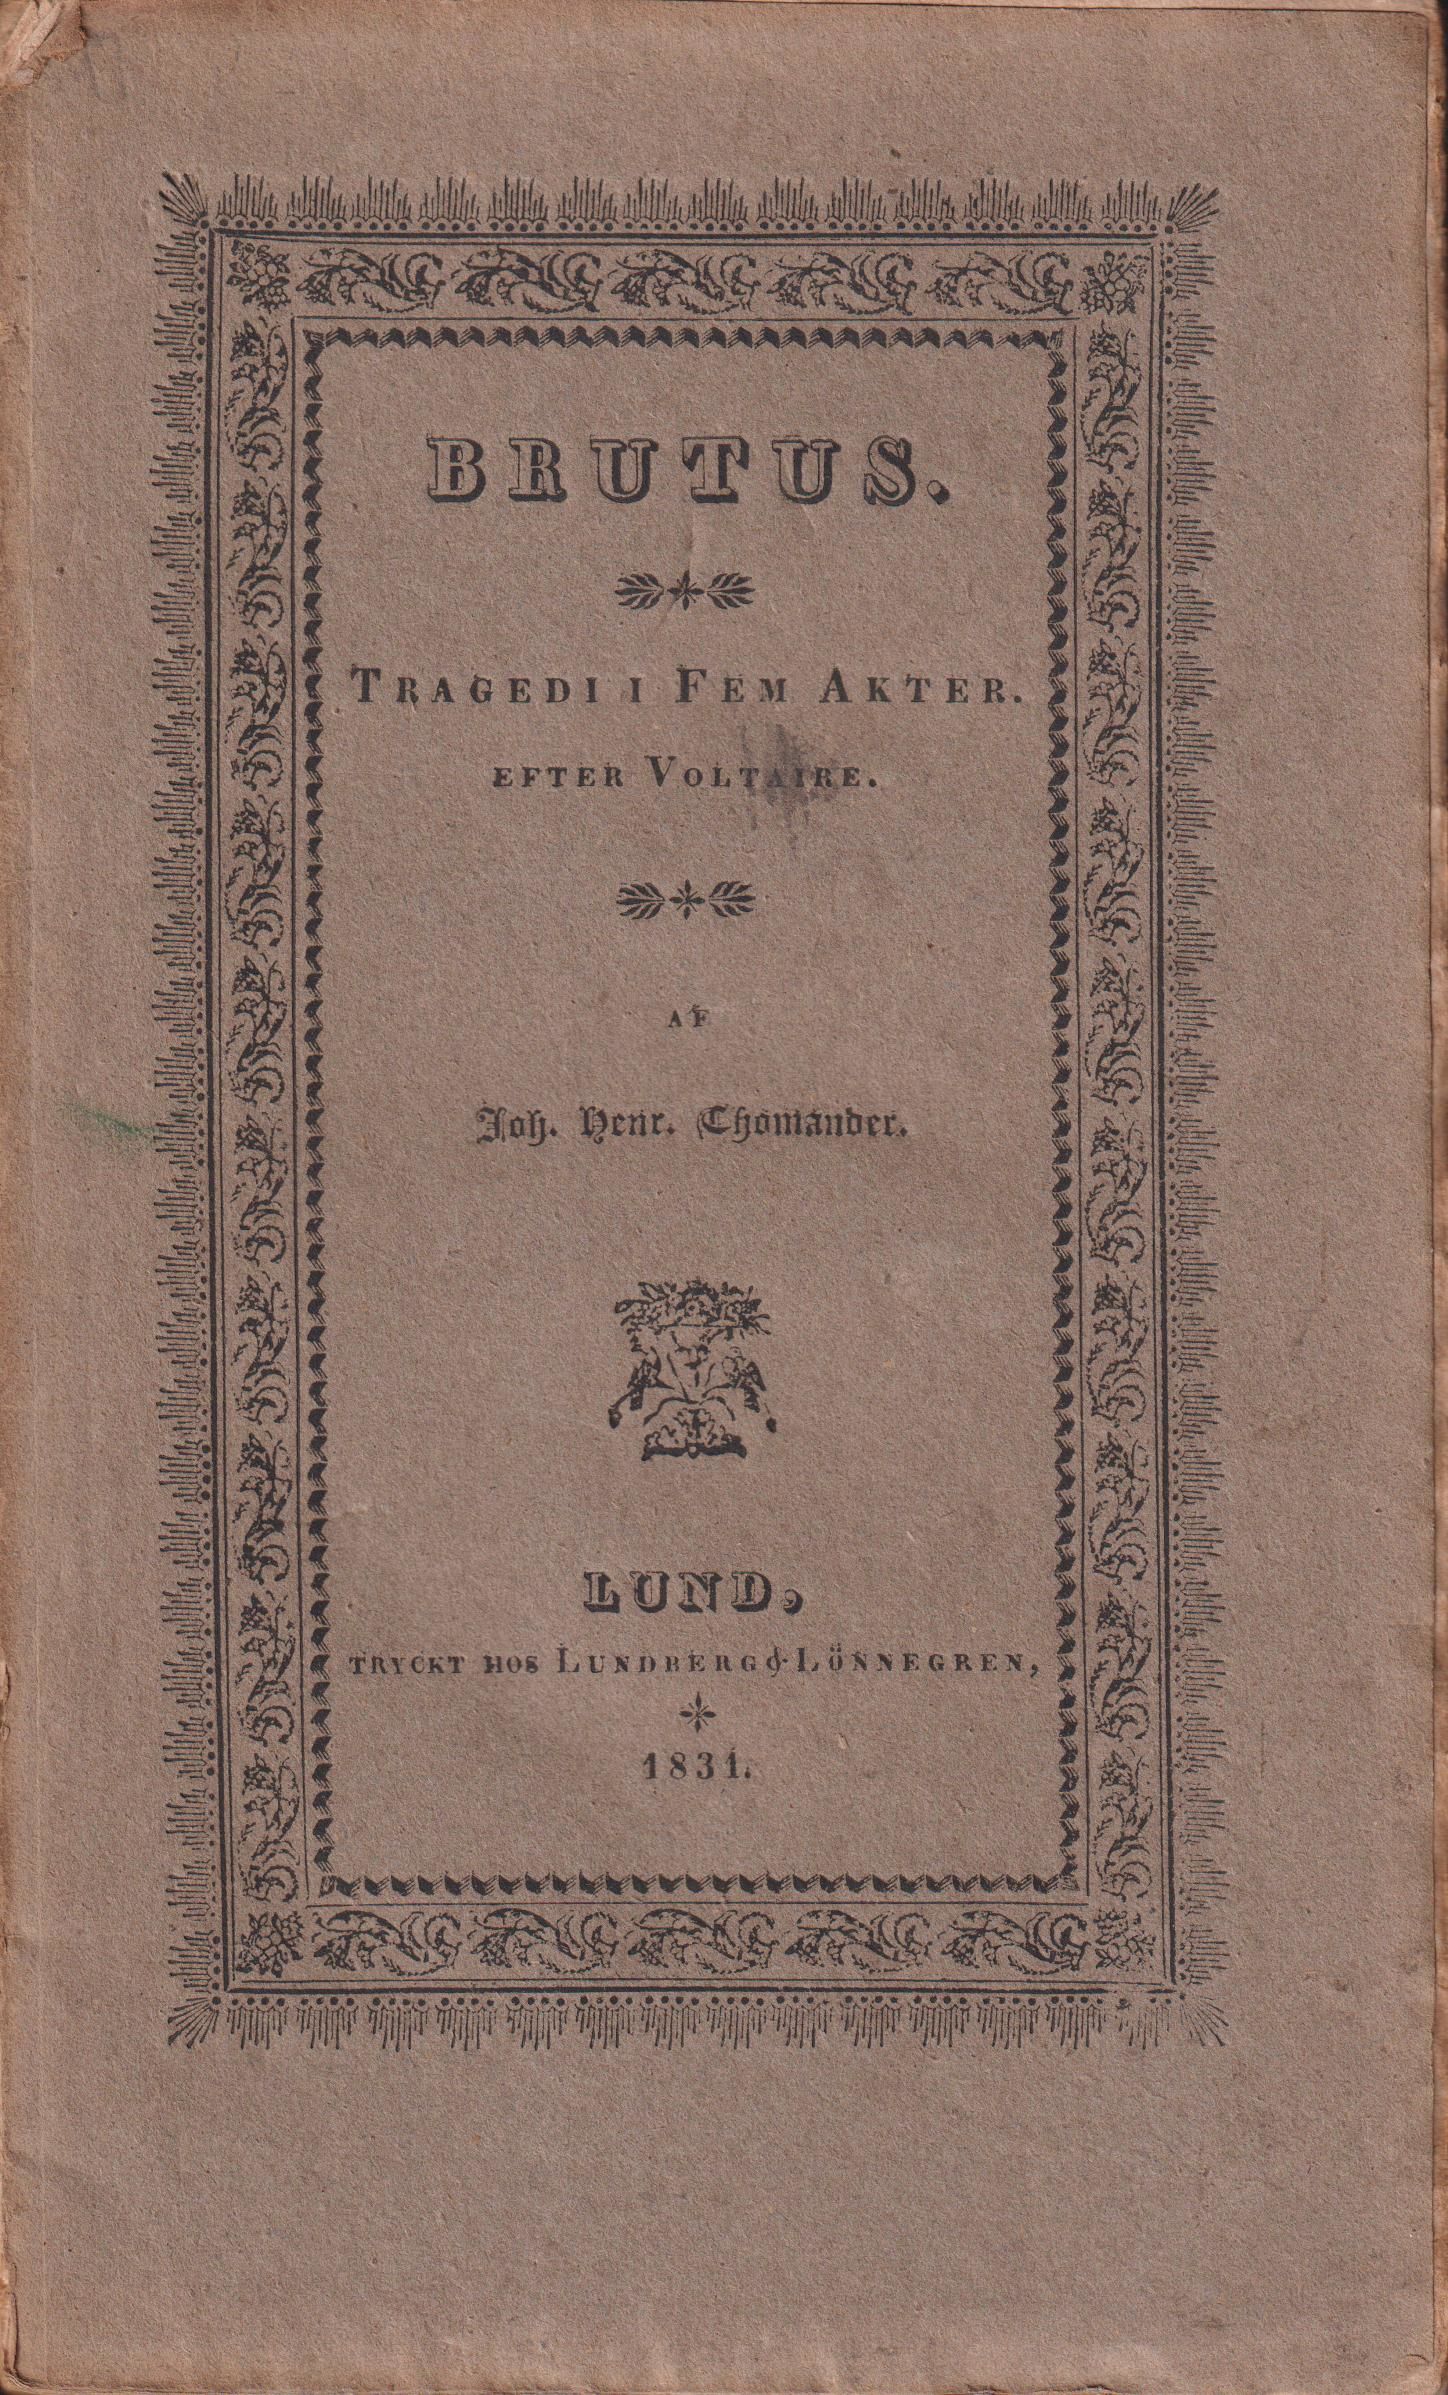 BRUTUS.
TRAGEDI I FEM AKTER.
EFTER VOLTAIRE.
AF
Joh. Henr. Thomander.
LUND,
TRYCKT HOS LUNDBERG & LÖNNEGREN,
1831.